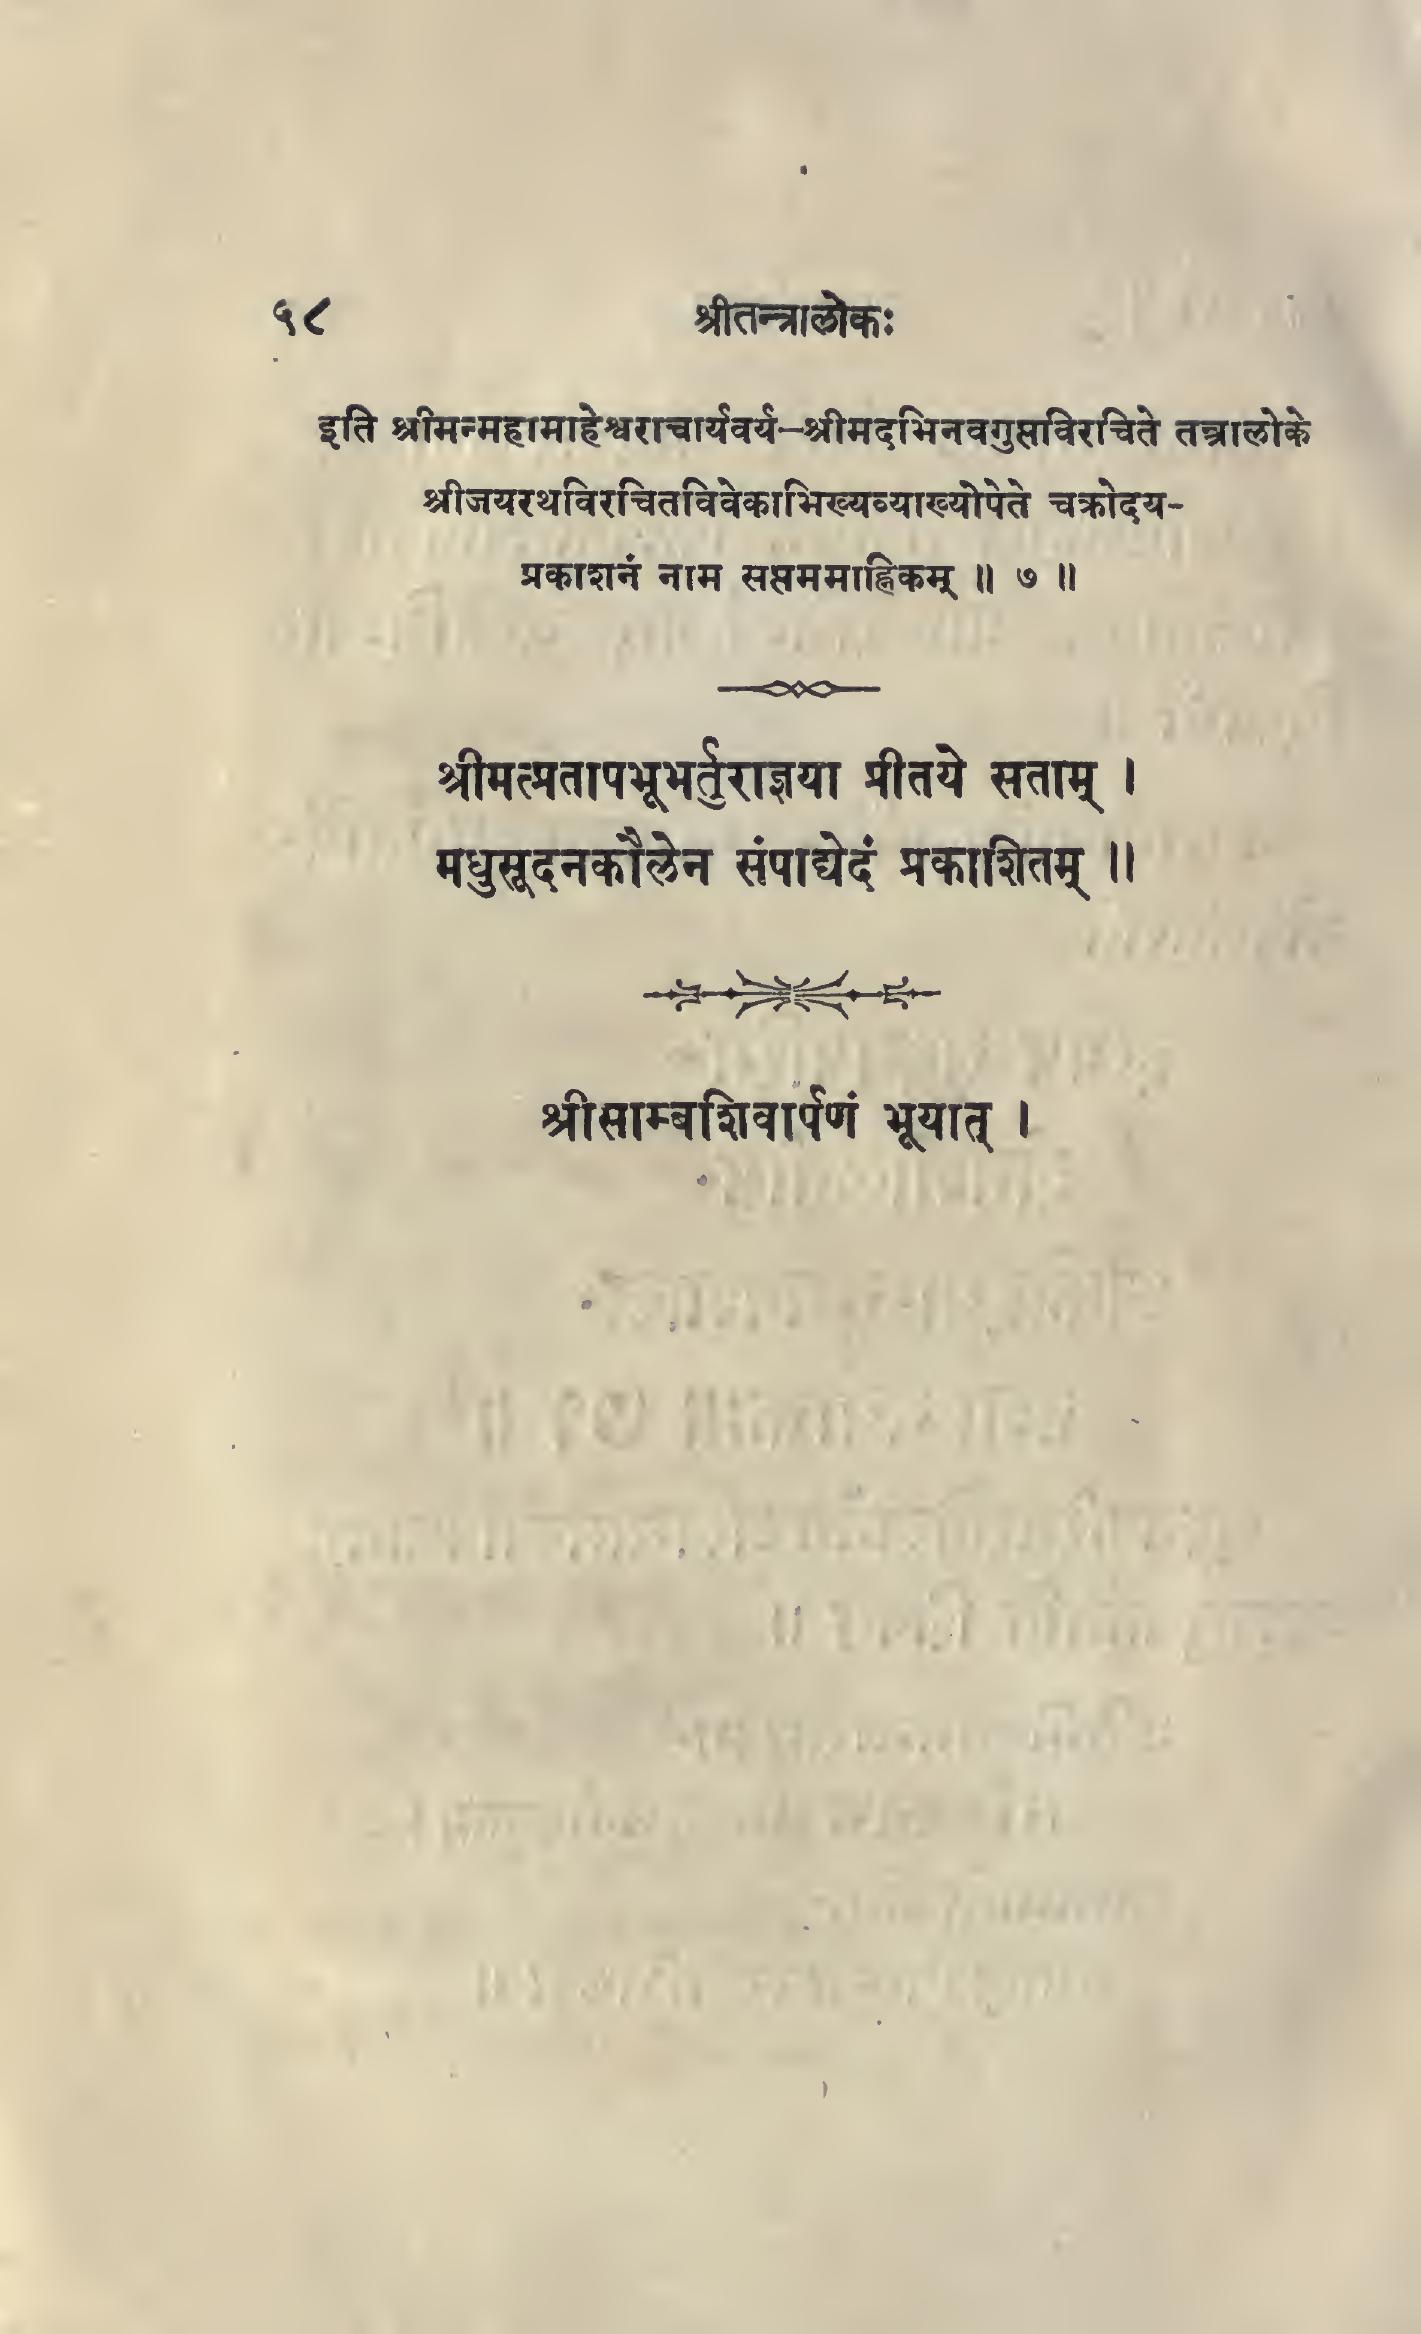 ५८ श्रीतन्त्रालोकः
इति श्रीमन्महामाहेश्वराचार्यवर्य-श्रीमदभिनवगुप्तविरचिते तन्त्रालोके
श्रीजयरथविरचितविवेकाभिख्यव्याख्योपेते चक्रोदय-
प्रकाशनं नाम सप्तममाह्निकम् ॥ ७ ॥
श्रीमत्प्रतापभूभर्तुराज्ञया प्रीतये सताम् ।
मधुसूदनकौलेन संपाद्येदं प्रकाशितम् ॥
श्रीसाम्बशिवार्पणं भूयात् ।